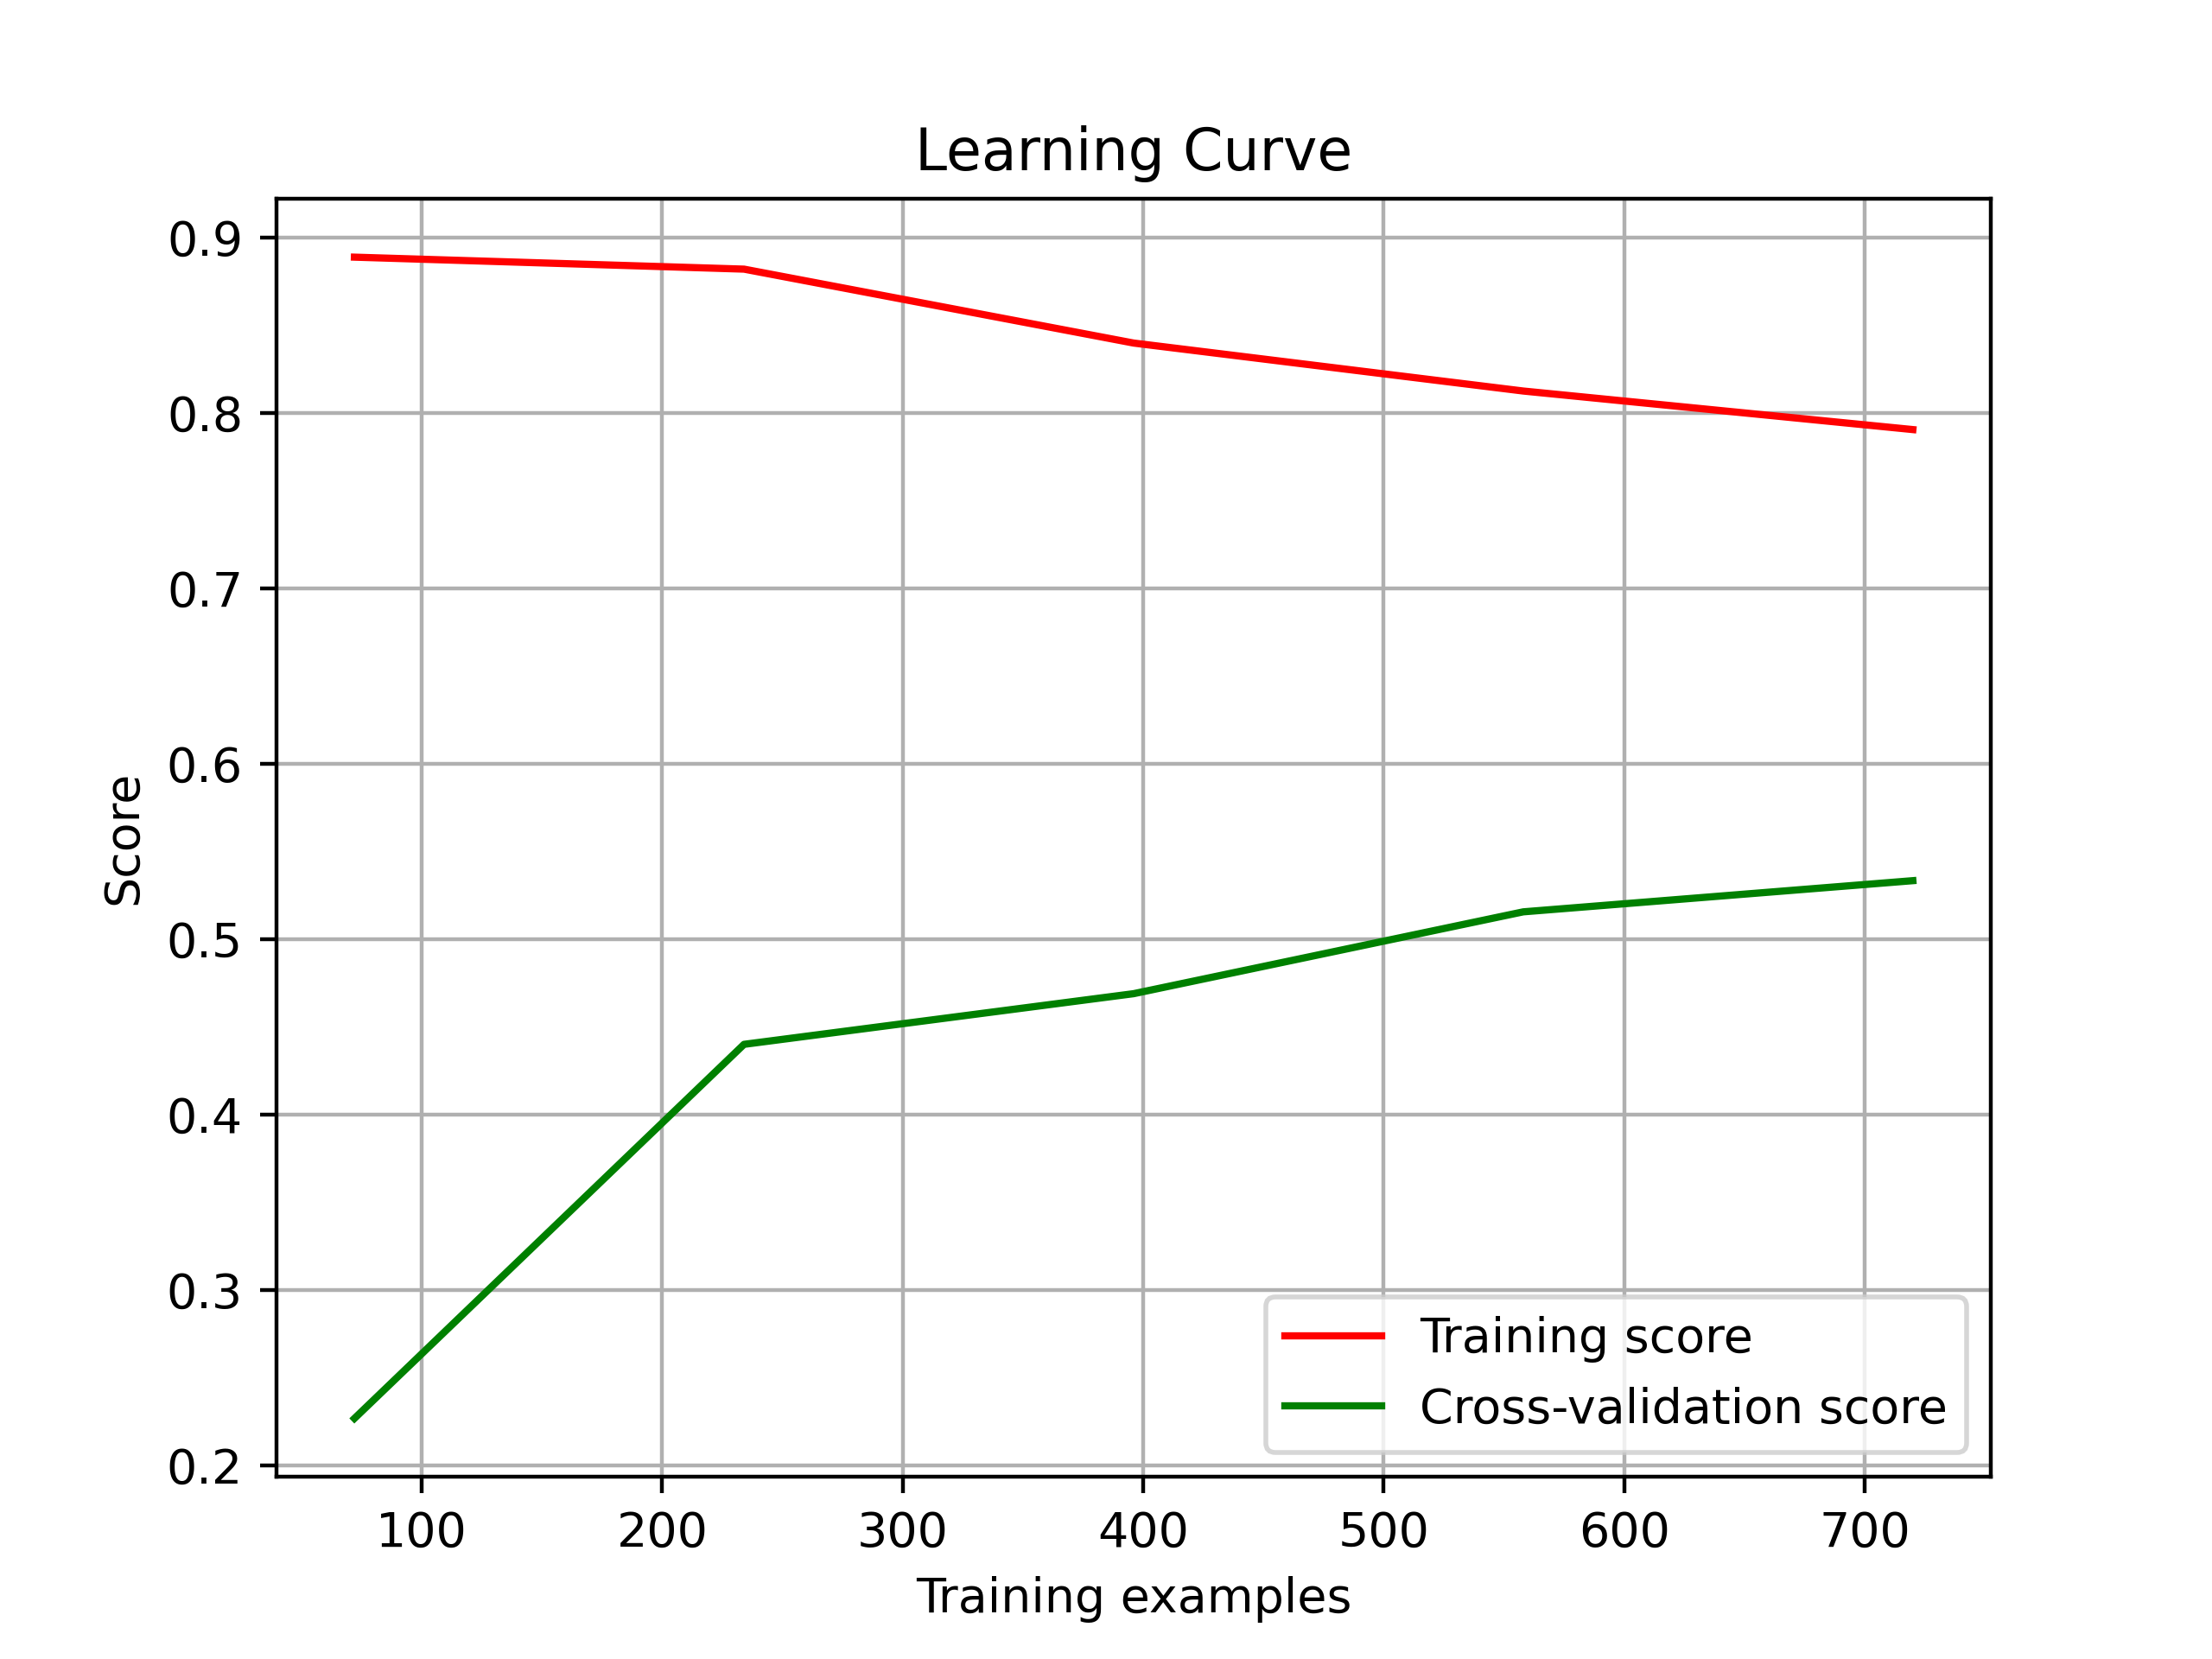 Learning Curve
0.9
0.8
0.7
0.6
0.5
0.4
0.3
0.2
Score
Training score
Cross-validation score
100 200 300 400 500 600 700
Training examples